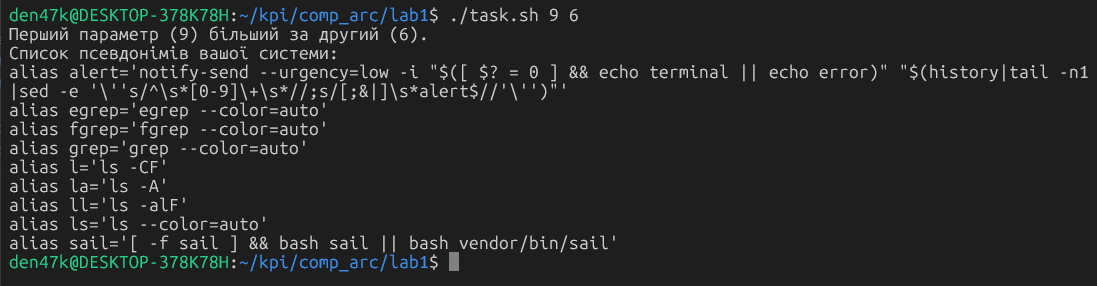 den47k@DESKTOP-378K78H:~/kpi/comp_arc/lab1$ ./task.sh 9 6
Перший параметр (9) більший за другий (6).
Список псевдонімів вашої системи:
alias alert='notify-send --urgency=low -i "$([ $? = 0 ] && echo terminal || echo error)" "$(history|tail -n1
|sed -e '\''s/^\s*[0-9]\+\s*//;s/[;&|]\s*alert$//'\'')"'
alias egrep='egrep --color=auto'
alias fgrep='fgrep --color=auto'
alias grep='grep --color=auto'
alias l='ls -CF'
alias la='ls -A'
alias ll='ls -alF'
alias ls='ls --color=auto'
alias sail='[ -f sail ] && bash sail || bash vendor/bin/sail'
den47k@DESKTOP-378K78H:~/kpi/comp_arc/lab1$